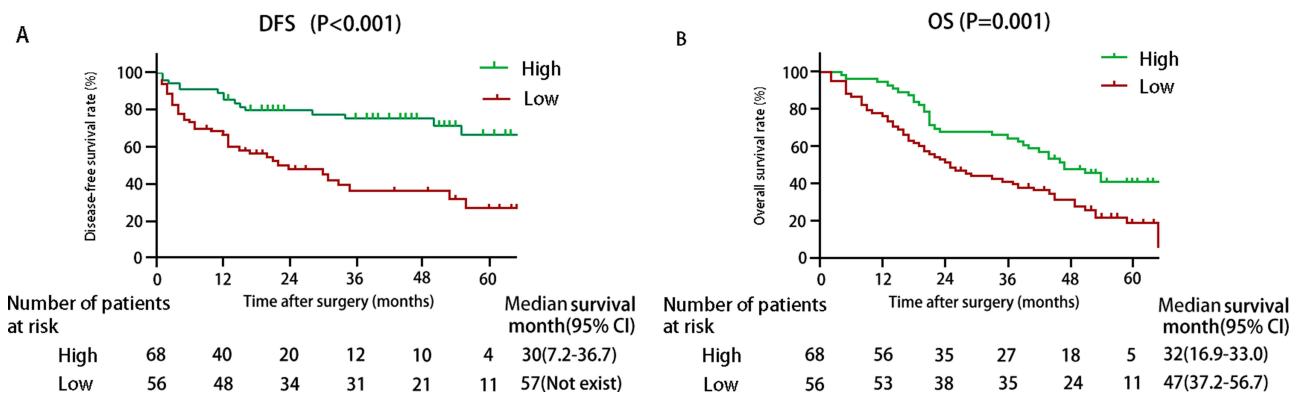 A
DFS (P<0.001)
High
Low
Disease-free survival rate (%)
100
80
60
40
20
0
0 12 24 36 48 60
Time after surgery (months)
Number of patients
at risk
Median survival
month(95% CI)
High 68 40 20 12 10 4 30(7.2-36.7)
Low 56 48 34 31 21 11 57(Not exist)
B
OS (P=0.001)
High
Low
Overall survival rate (%)
100
80
60
40
20
0
0 12 24 36 48 60
Time after surgery (months)
Number of patients
at risk
Median survival
month(95% CI)
High 68 56 35 27 18 5 32(16.9-33.0)
Low 56 53 38 35 24 11 47(37.2-56.7)